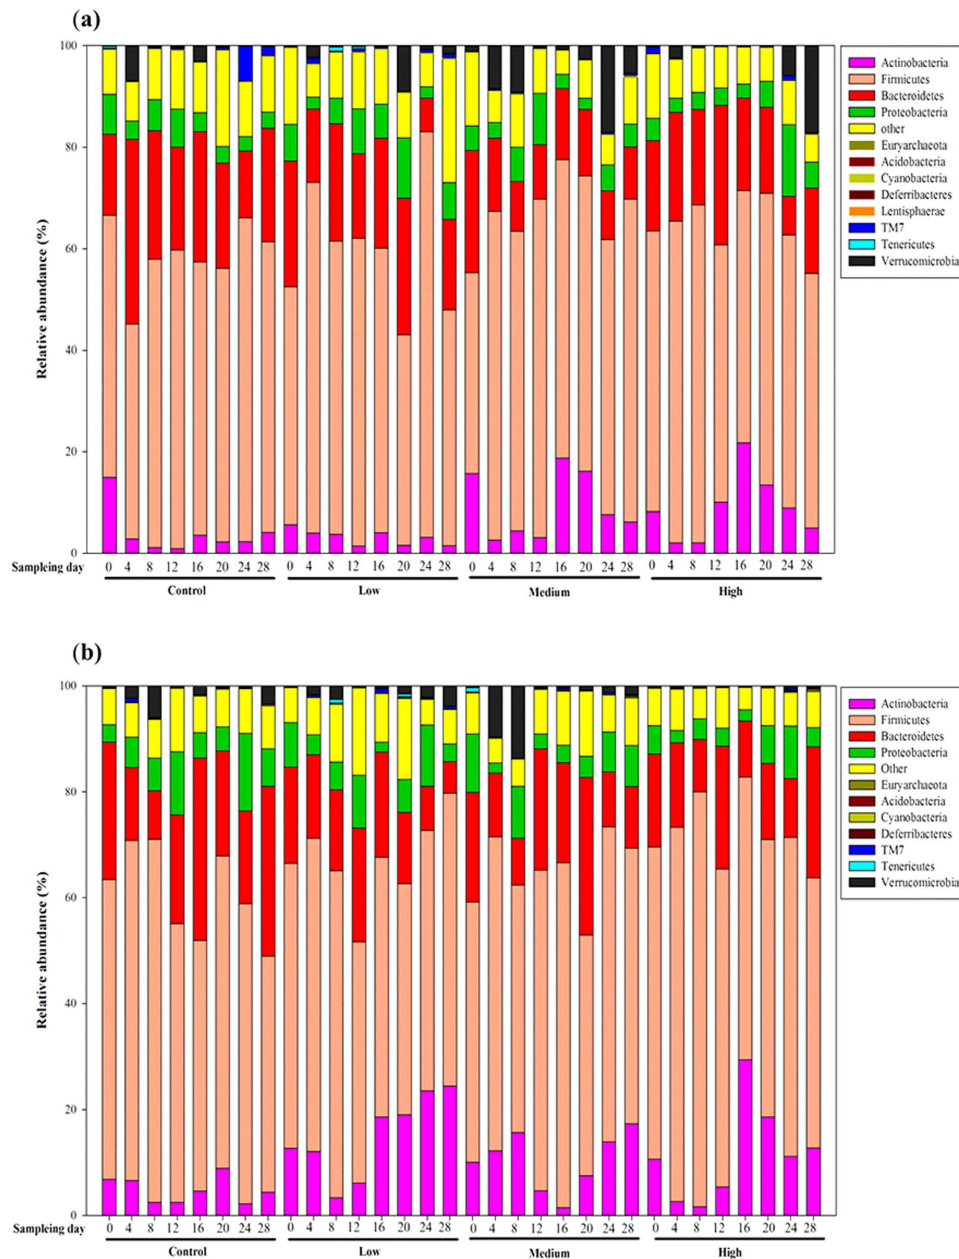 (a)
100
80
60
40
20
0
Relative abundance (%)
Actinobacteria
Firmicutes
Bacteroidetes
Proteobacteria
other
Euryarchaeota
Acidobacteria
Cyanobacteria
Deferribacteres
Lentisphaerae
TM7
Tenericutes
Verrucomicrobia
Sampleing day 0 4 8 12 16 20 24 28 0 4 8 12 16 20 24 28 0 4 8 12 16 20 24 28 0 4 8 12 16 20 24 28
Control Low Medium High
(b)
100
80
60
40
20
0
Relative abundance (%)
Actinobacteria
Firmicutes
Bacteroidetes
Proteobacteria
Other
Euryarchaeota
Acidobacteria
Cyanobacteria
Deferribacteres
TM7
Tenericutes
Verrucomicrobia
Sampleing day 0 4 8 12 16 20 24 28 0 4 8 12 16 20 24 28 0 4 8 12 16 20 24 28 0 4 8 12 16 20 24 28
Control Low Medium High